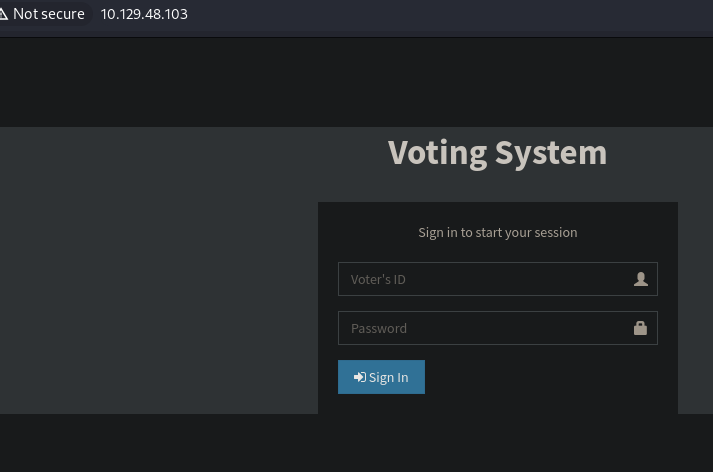 Not secure 10.129.48.103
Voting System
Sign in to start your session
Voter's ID
Password
Sign In